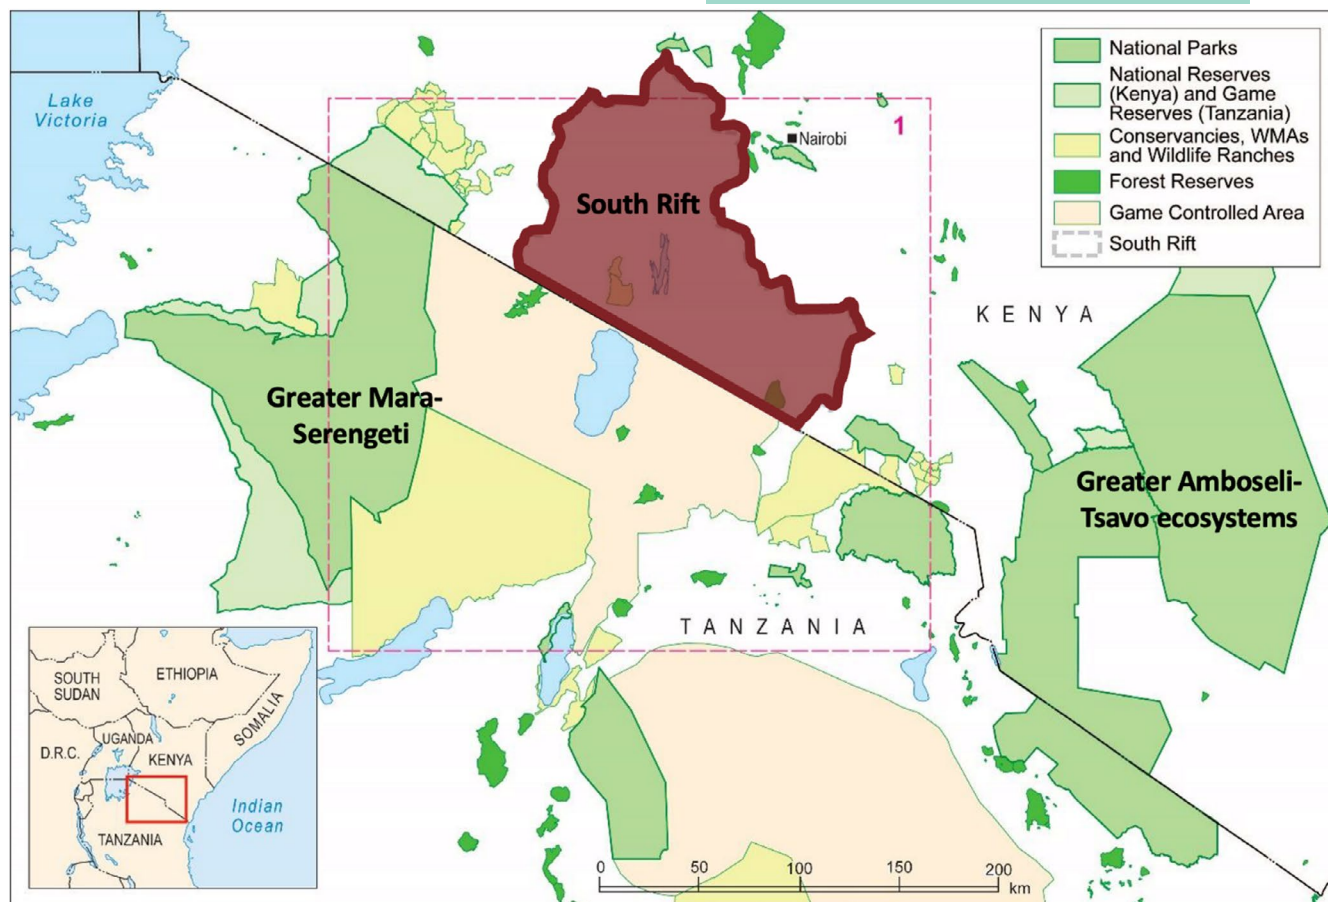 Lake
Victoria
1
Nairobi
South Rift
KENYA
Greater Mara-
Serengeti
Greater Amboseli-
Tsavo ecosystems
TANZANIA
National Parks
National Reserves
(Kenya) and Game
Reserves (Tanzania)
Conservancies, WMAs
and Wildlife Ranches
Forest Reserves
Game Controlled Area
South Rift
SOUTH
SUDAN
ETHIOPIA
SOMALIA
UGANDA
D.R.C.
KENYA
Indian
Ocean
TANZANIA
0 50 100 150 200
km